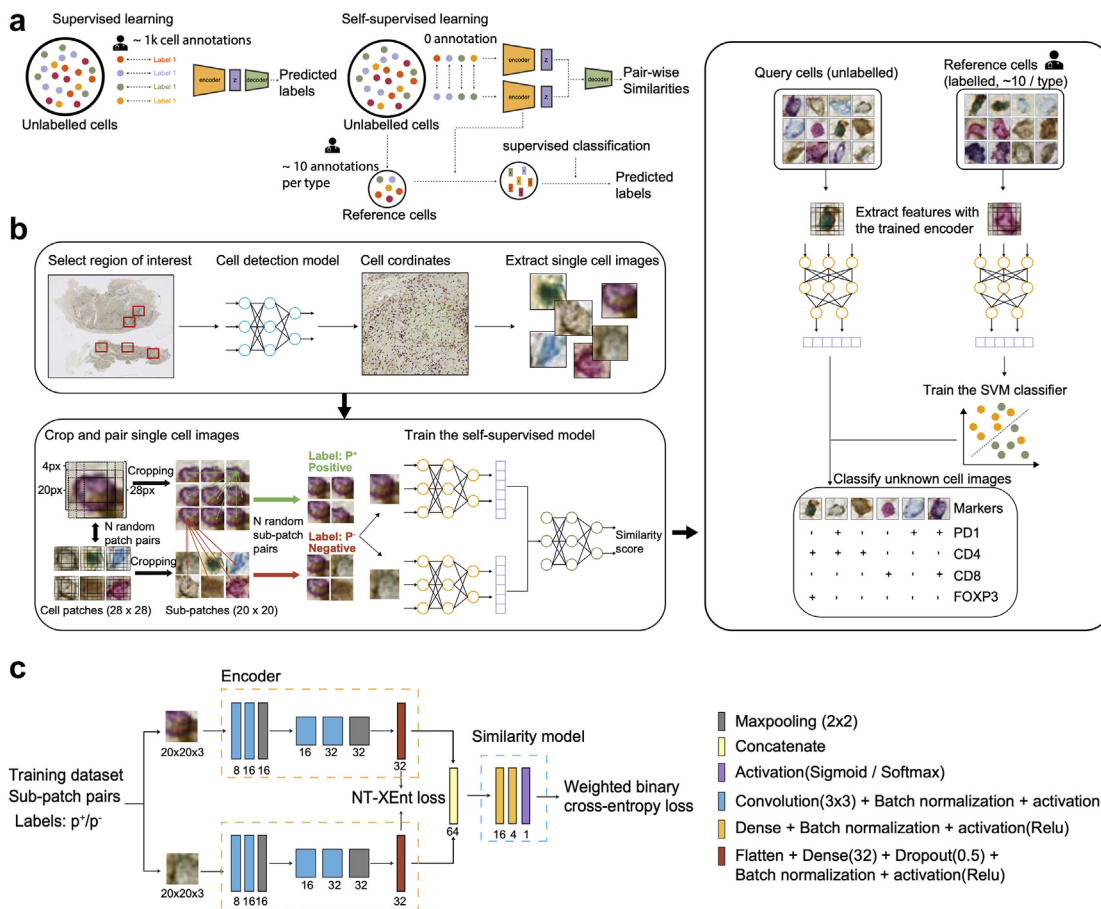 a
Supervised learning
~ 1k cell annotations
Label 1
Label 1
Label 1
Label 1
Unlabelled cells
encoder
z
decoder
Predicted
labels
Self-supervised learning
0 annotation
Unlabelled cells
encoder
z
encoder
z
decoder
Pair-wise
Similarities
~ 10 annotations
per type
Reference cells
supervised classification
Predicted
labels
Query cells (unlabelled)
Reference cells
(labelled, ~10 / type)
Extract features with
the trained encoder
Train the SVM classifier
Classify unknown cell images
Markers
- + - - + + PD1
+ + + - - - CD4
- - - + - + CD8
+ - - - - - FOXP3
b
Select region of interest
Cell detection model
Cell cordinates
Extract single cell images
Crop and pair single cell images
4px
20px
28px
Cropping
N random
patch pairs
Cropping
Cell patches (28 x 28)
Sub-patches (20 x 20)
N random
sub-patch
pairs
Label: P+
Positive
Label: P-
Negative
Train the self-supervised model
Similarity
score
c
Training dataset
Sub-patch pairs
Labels: p+/p-
20x20x3
20x20x3
Encoder
8 16 16
16 32 32
32
NT-XEnt loss
8 16 16
16 32 32
32
64
Similarity model
16 4 1
Weighted binary
cross-entropy loss
Maxpooling (2x2)
Concatenate
Activation(Sigmoid / Softmax)
Convolution(3x3) + Batch normalization + activation
Dense + Batch normalization + activation(Relu)
Flatten + Dense(32) + Dropout(0.5) +
Batch normalization + activation(Relu)